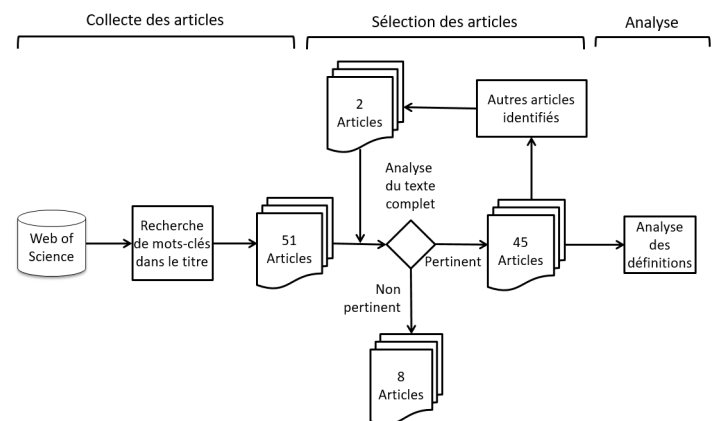 Collecte des articles
Sélection des articles
Analyse
2
Articles
Autres articles
identifiés
Analyse
du texte
complet
Web of
Science
Recherche
de mots-clés
dans le titre
51
Articles
Pertinent
45
Articles
Analyse
des
définitions
Non
pertinent
8
Articles